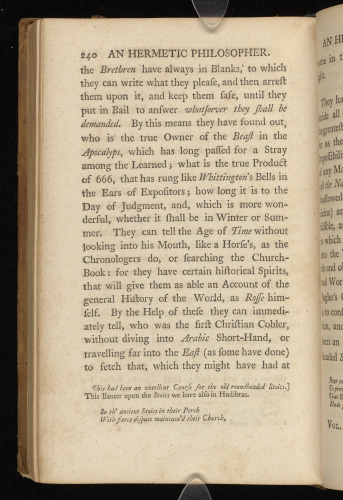 240 AN HERMETIC PHILOSOPHER.
the Brethren have always in Blanks, to which
they can write what they pleaſe, and then arreſt
them upon it, and keep them ſafe, until they
put in Bail to anſwer whatſoever they ſhall be
demanded. By this means they have found out,
who is the true Owner of the Beaſt in the
Apocalyps, which has long paſſed for a Stray
among the Learned; what is the true Product
of 666, that has rung like Whittington's Bells in
the Ears of Expoſitors; how long it is to the
Day of Judgment, and, which is more won-
derful, whether it ſhall be in Winter or Sum-
mer. They can tell the Age of Time without
looking into his Mouth, like a Horſe's, as the
Chronologers do, or ſearching the Church-
Book: for they have certain hiſtorical Spirits,
that will give them as able an Account of the
general Hiſtory of the World, as Roſſe him-
ſelf. By the Help of theſe they can immedi-
ately tell, who was the firſt Chriſtian Cobler,
without diving into Arabic Short-Hand, or
travelling far into the Eaſt (as ſome have done)
to fetch that, which they might have had at
This had been an excellent Courſe for the old roundheaded Stoics.]
This Banter upon the Stoics we have alſo in Hudibras.
So th' ancient Stoics in their Porch
With fierce diſpute maintain'd their Church,
AN H
VOL.